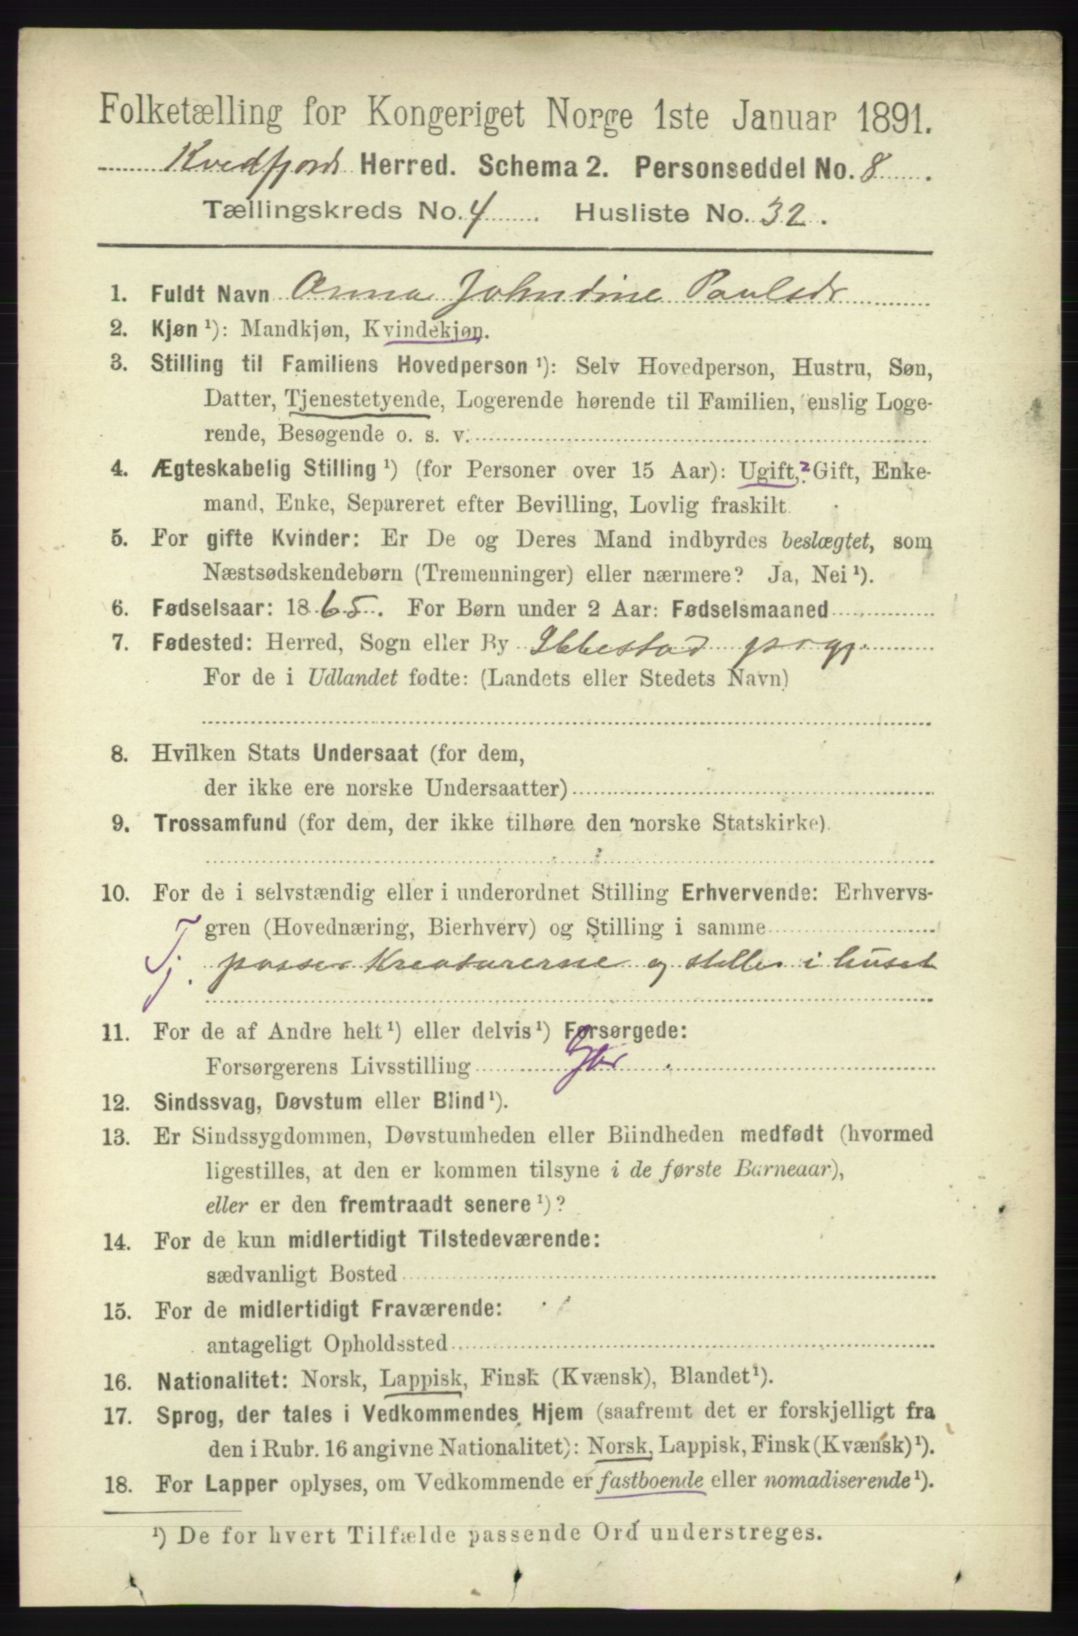 Folketælling for Kongeriget Norge 1ste Januar 1891.
Kvedfjord Herred. Schema 2. Personseddel No. 8.
Tællingskreds No. 4 Husliste No. 32.
1. Fuldt Navn Anna Johndine Paulsdr
2. Kjøn ¹): Mandkjøn, Kvindekjøn.
3. Stilling til Familiens Hovedperson ¹): Selv Hovedperson, Hustru, Søn,
Datter, Tjenestetyende, Logerende hørende til Familien, enslig Loge-
rende, Besøgende o. s. v.
4. Ægteskabelig Stilling ¹) (for Personer over 15 Aar): Ugift, 2 Gift, Enke-
mand, Enke, Separeret efter Bevilling, Lovlig fraskilt.
5. For gifte Kvinder: Er De og Deres Mand indbyrdes beslægtet, som
Næstsødskendebørn (Tremenninger) eller nærmere? Ja, Nei ¹).
6. Fødselsaar: 1865. For Børn under 2 Aar: Fødselsmaaned
7. Fødested: Herred, Sogn eller By Ibbestad prgj.
For de i Udlandet fødte: (Landets eller Stedets Navn)
8. Hvilken Stats Undersaat (for dem,
der ikke ere norske Undersaatter)
9. Trossamfund (for dem, der ikke tilhøre den norske Statskirke)
10. For de i selvstændig eller i underordnet Stilling Erhvervende: Erhvervs-
gren (Hovednæring, Bierhverv) og Stilling i samme
Tj. passer Kreaturerne og steller i huset
11. For de af Andre helt ¹) eller delvis ¹) Forsørgede:
Forsørgerens Livsstilling Gbr
12. Sindssvag, Døvstum eller Blind ¹).
13. Er Sindssygdommen, Døvstumheden eller Blindheden medfødt (hvormed
ligestilles, at den er kommen tilsyne i de første Barneaar),
eller er den fremtraadt senere ¹)?
14. For de kun midlertidigt Tilstedeværende:
sædvanligt Bosted
15. For de midlertidigt Fraværende:
antageligt Opholdssted
16. Nationalitet: Norsk, Lappisk, Finsk (Kvænsk), Blandet ¹).
17. Sprog, der tales i Vedkommendes Hjem (saafremt det er forskjelligt fra
den i Rubr. 16 angivne Nationalitet): Norsk, Lappisk, Finsk (Kvænsk) ¹).
18. For Lapper oplyses, om Vedkommende er fastboende eller nomadiserende ¹).
¹) De for hvert Tilfælde passende Ord understreges.